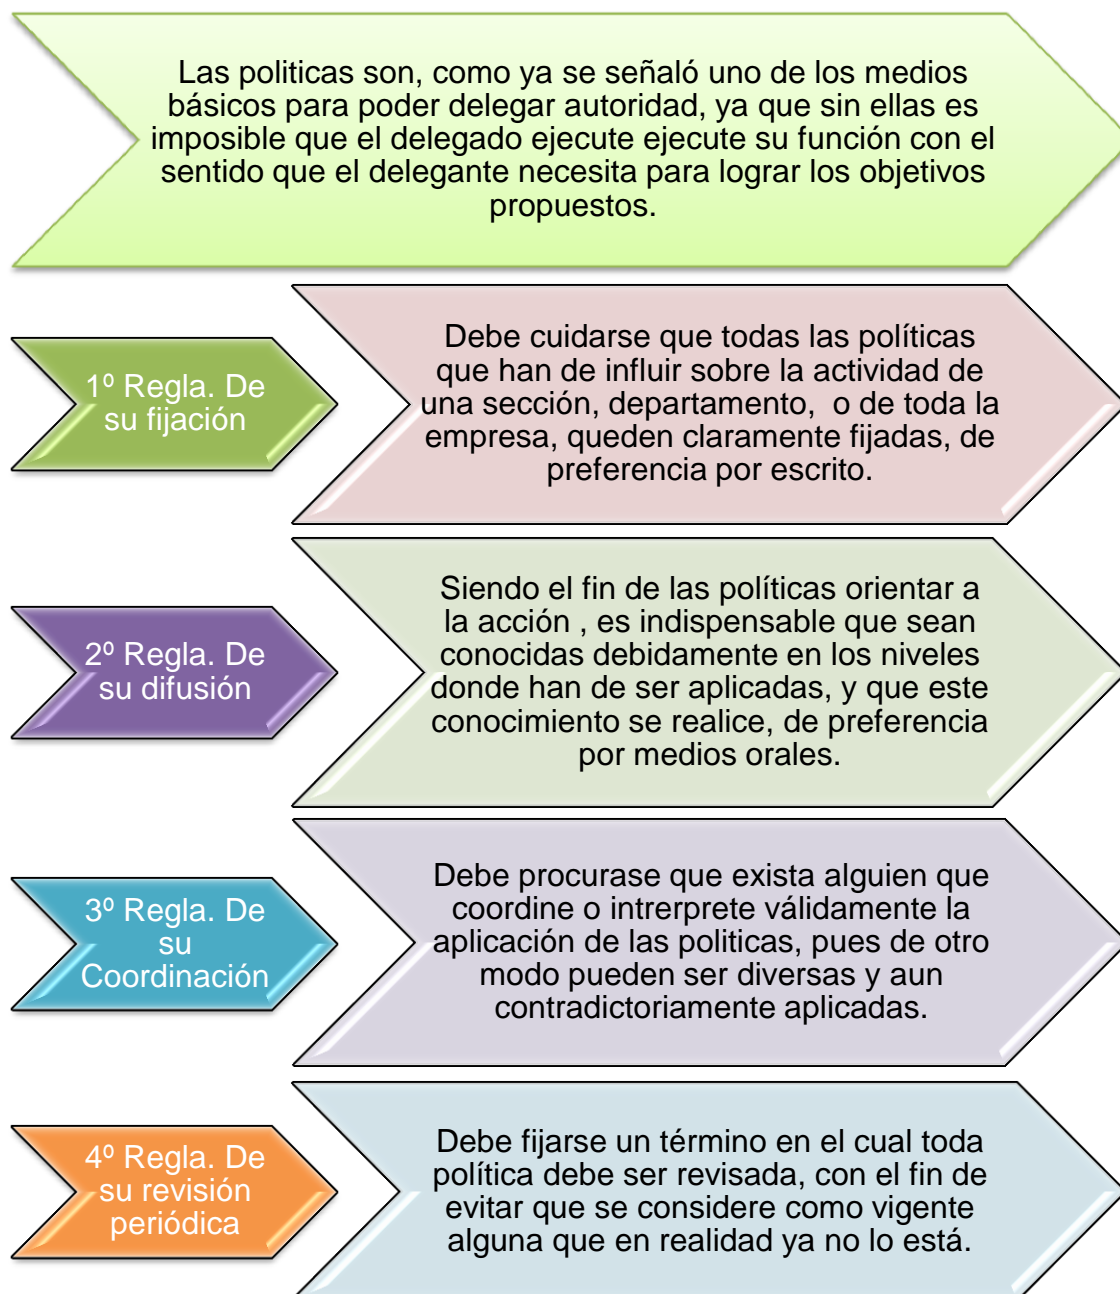 Las politicas son, como ya se señaló uno de los medios
básicos para poder delegar autoridad, ya que sin ellas es
imposible que el delegado ejecute ejecute su función con el
sentido que el delegante necesita para lograr los objetivos
propuestos.
1º Regla. De
su fijación
Debe cuidarse que todas las políticas
que han de influir sobre la actividad de
una sección, departamento,  o de toda la
empresa, queden claramente fijadas, de
preferencia por escrito.
2º Regla. De
su difusión
Siendo el fin de las políticas orientar a
la acción , es indispensable que sean
conocidas debidamente en los niveles
donde han de ser aplicadas, y que este
conocimiento se realice, de preferencia
por medios orales.
3º Regla. De
su
Coordinación
Debe procurase que exista alguien que
coordine o intrerprete válidamente la
aplicación de las politicas, pues de otro
modo pueden ser diversas y aun
contradictoriamente aplicadas.
4º Regla. De
su revisión
periódica
Debe fijarse un término en el cual toda
política debe ser revisada, con el fin de
evitar que se considere como vigente
alguna que en realidad ya no lo está.